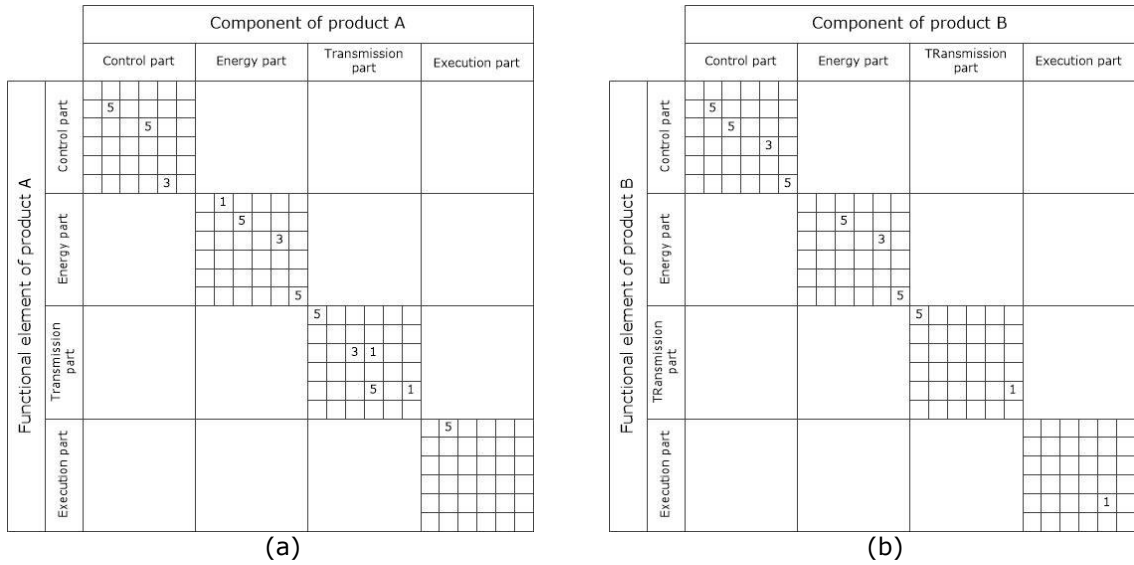 Component of product A
Control part
Energy part
Transmission
part
Execution part
Functional element of product A
Control part
5
5
3
Energy part
1
5
3
5
Transmission
part
5
3 1
5 1
Execution part
5
(a)
Component of product B
Control part
Energy part
TRansmission
part
Execution part
Functional element of product B
Control part
5
5
3
5
Energy part
5
3
5
TRansmission
part
5
1
Execution part
1
(b)